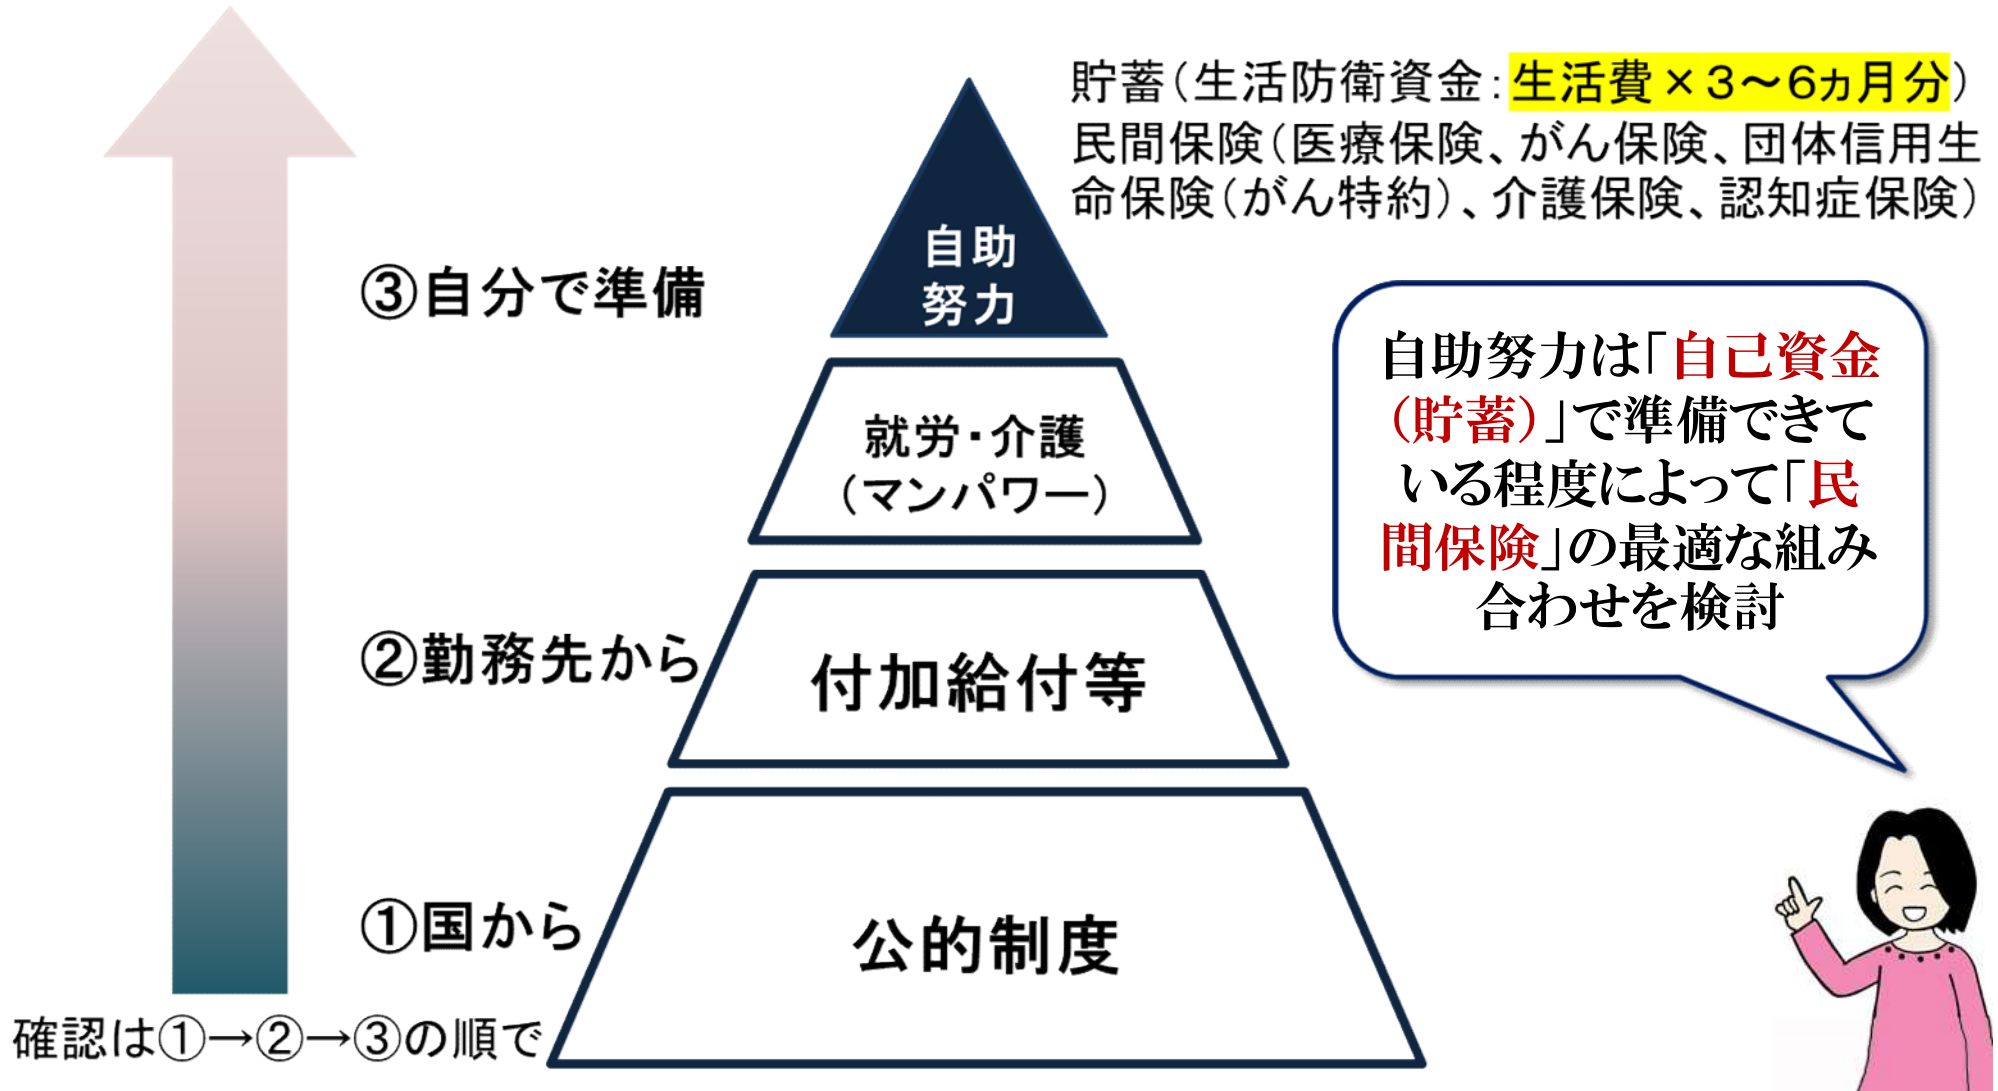 貯蓄（生活防衛資金：生活費×3～6ヵ月分）
民間保険（医療保険、がん保険、団体信用生
命保険（がん特約）、介護保険、認知症保険）
③自分で準備
自助
努力
自助努力は「自己資金
（貯蓄）」で準備できて
いる程度によって「民
間保険」の最適な組み
合わせを検討
就労・介護
（マンパワー）
②勤務先から
付加給付等
①国から
公的制度
確認は①→②→③の順で